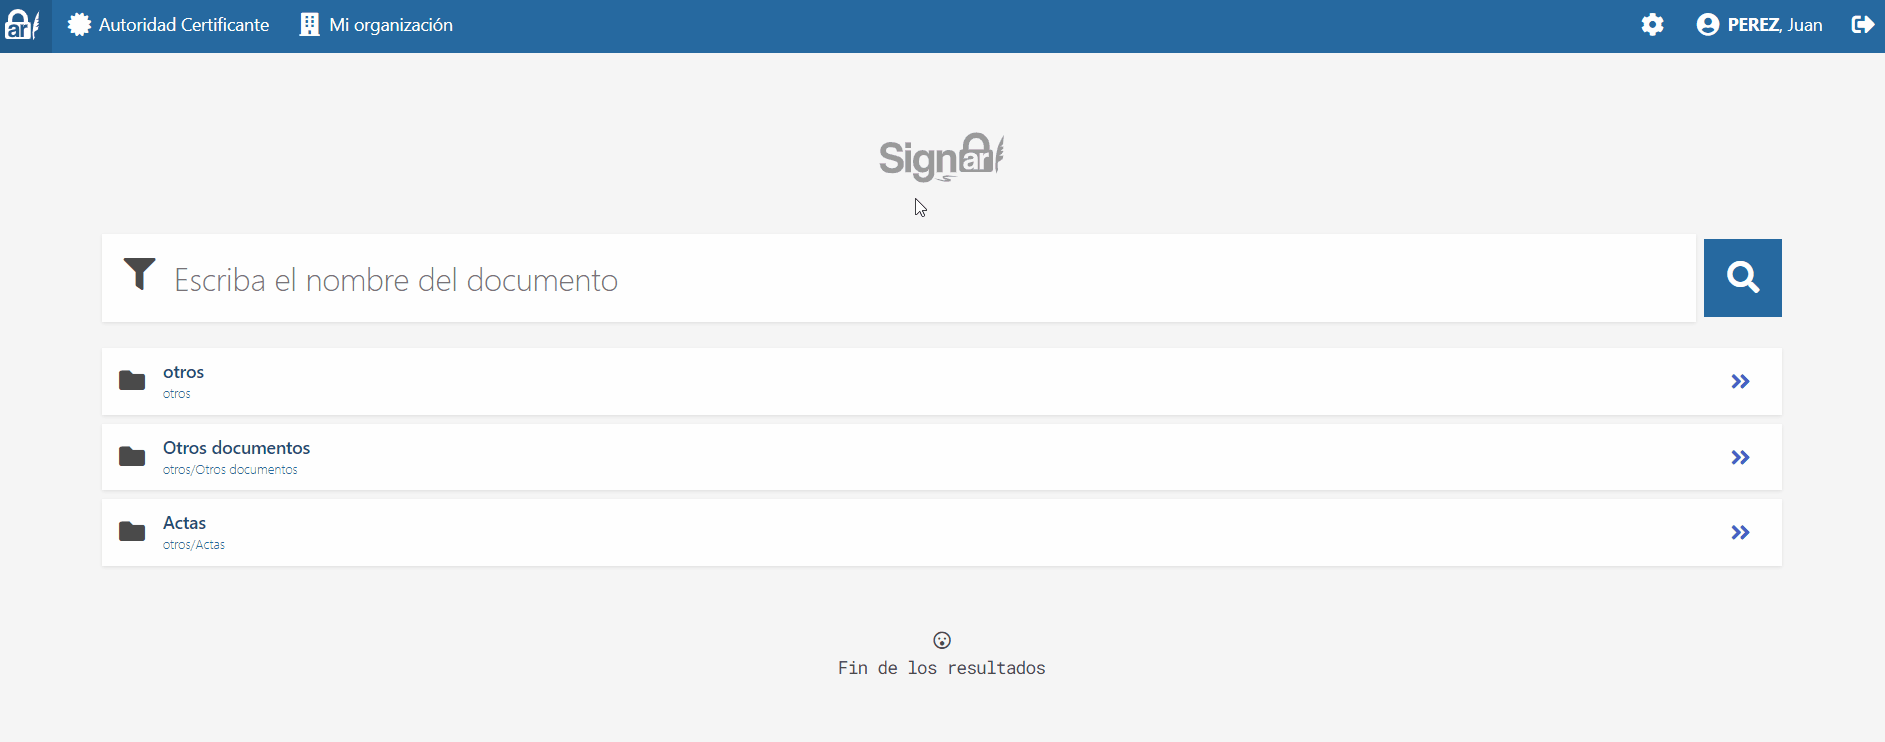 ar Autoridad Certificante Mi organización PEREZ, Juan
Signar
Escriba el nombre del documento
otros
otros
Otros documentos
otros/Otros documentos
Actas
otros/Actas
Fin de los resultados